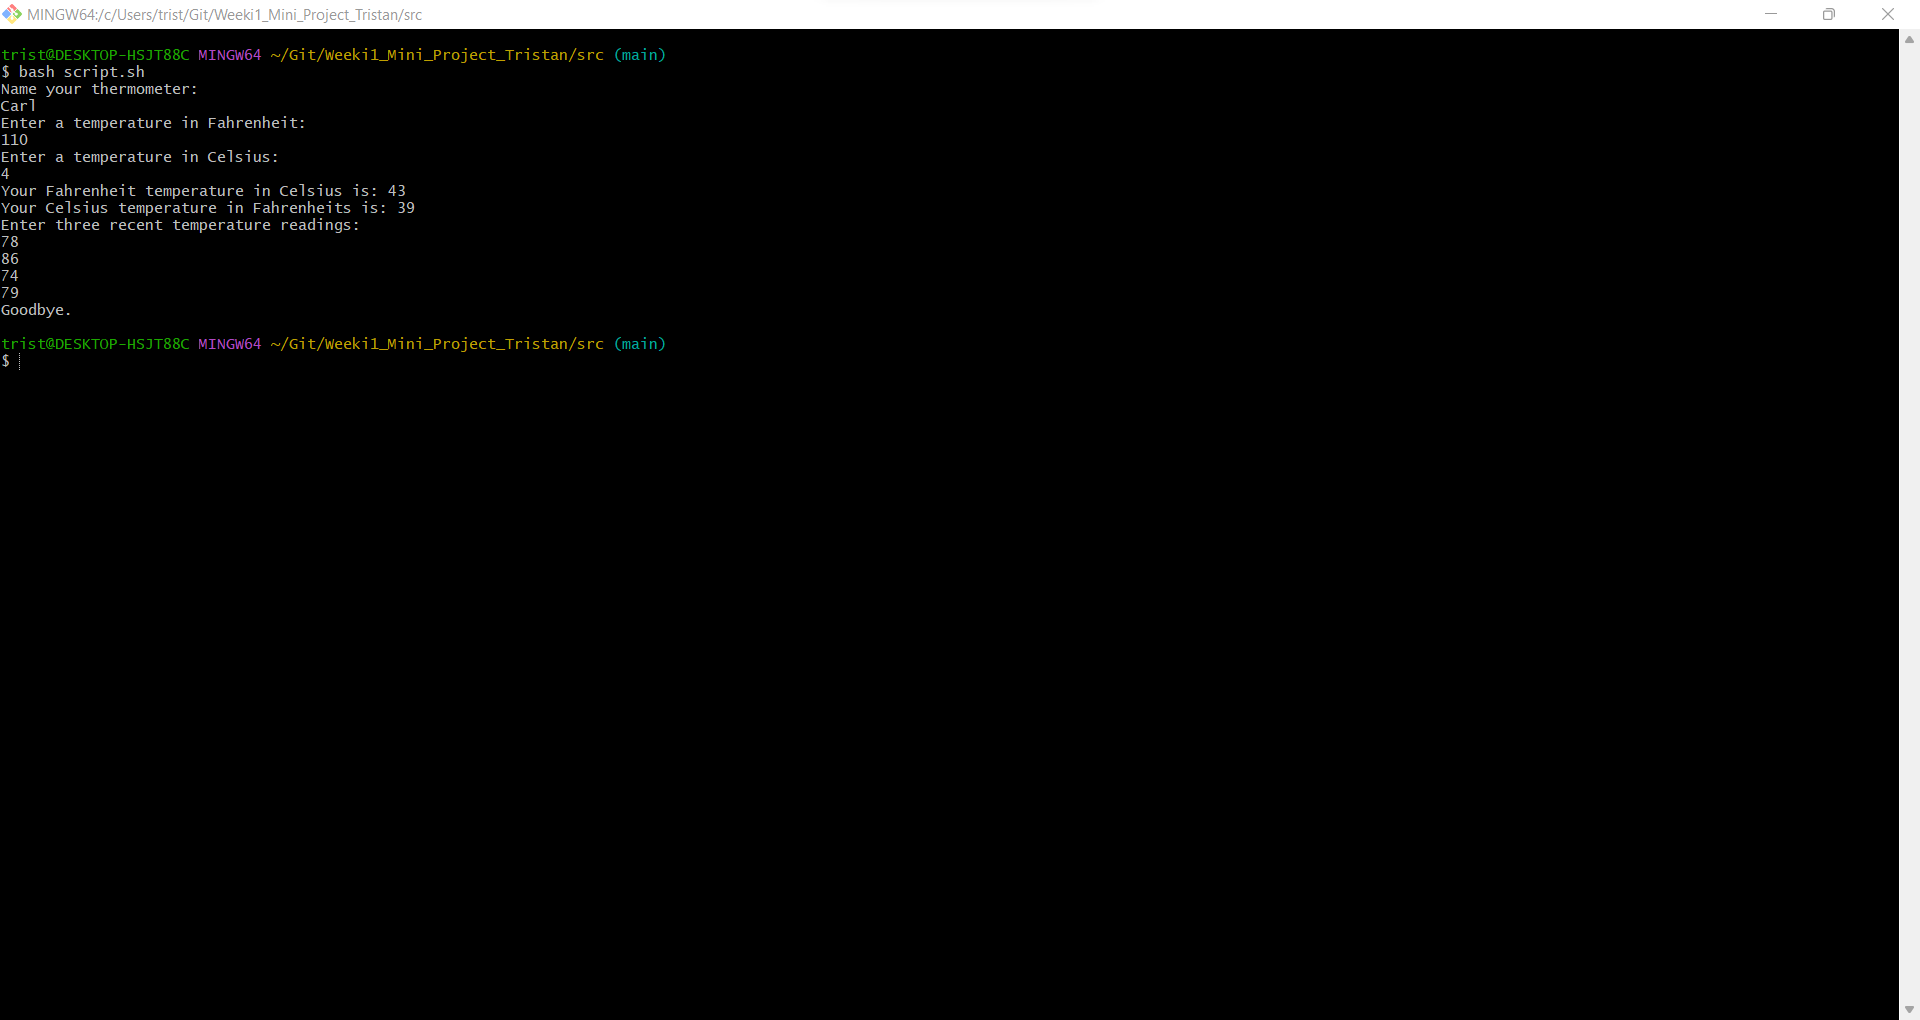 MINGW64:/c/Users/trist/Git/Weeki1_Mini_Project_Tristan/src
trist@DESKTOP-HSJT88C MINGW64 ~/Git/Weeki1_Mini_Project_Tristan/src (main)
$ bash script.sh
Name your thermometer:
Carl
Enter a temperature in Fahrenheit:
110
Enter a temperature in Celsius:
4
Your Fahrenheit temperature in Celsius is: 43
Your Celsius temperature in Fahrenheits is: 39
Enter three recent temperature readings:
78
86
74
79
Goodbye.
trist@DESKTOP-HSJT88C MINGW64 ~/Git/Weeki1_Mini_Project_Tristan/src (main)
$